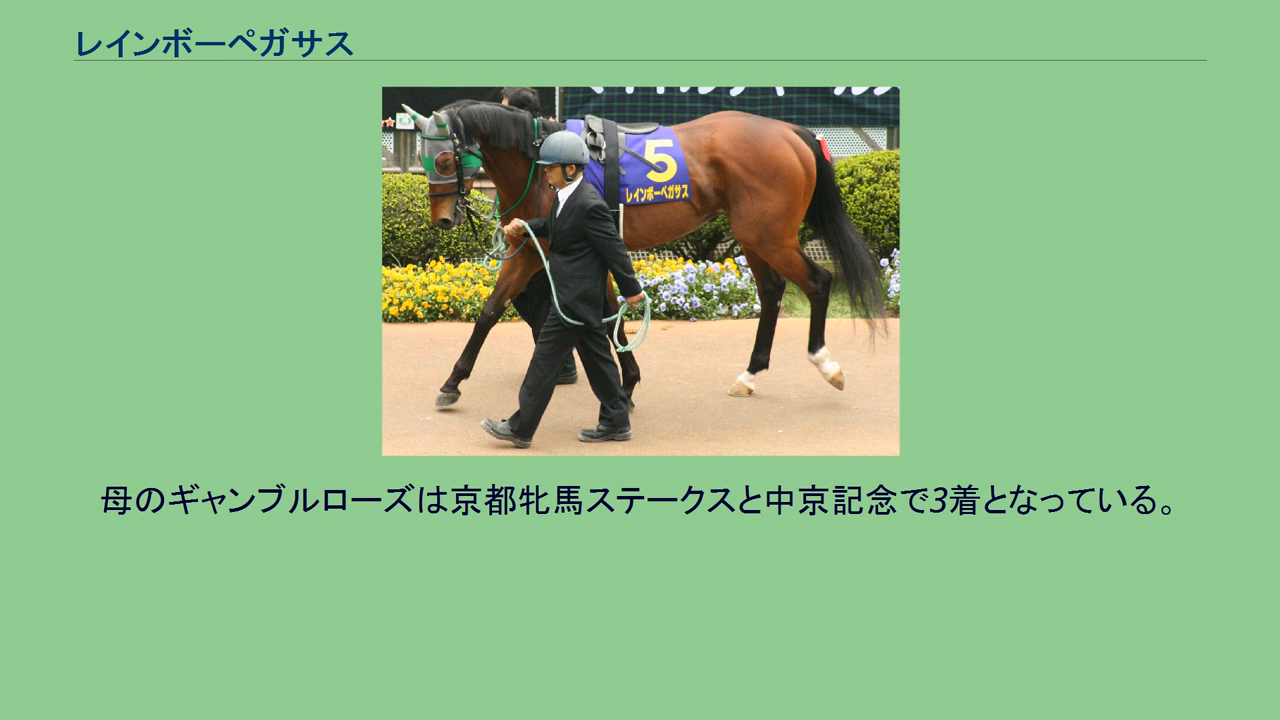 レインボーペガサス
5
レインボーペガサス
母のギャンブルローズは京都牝馬ステークスと中京記念で3着となっている。